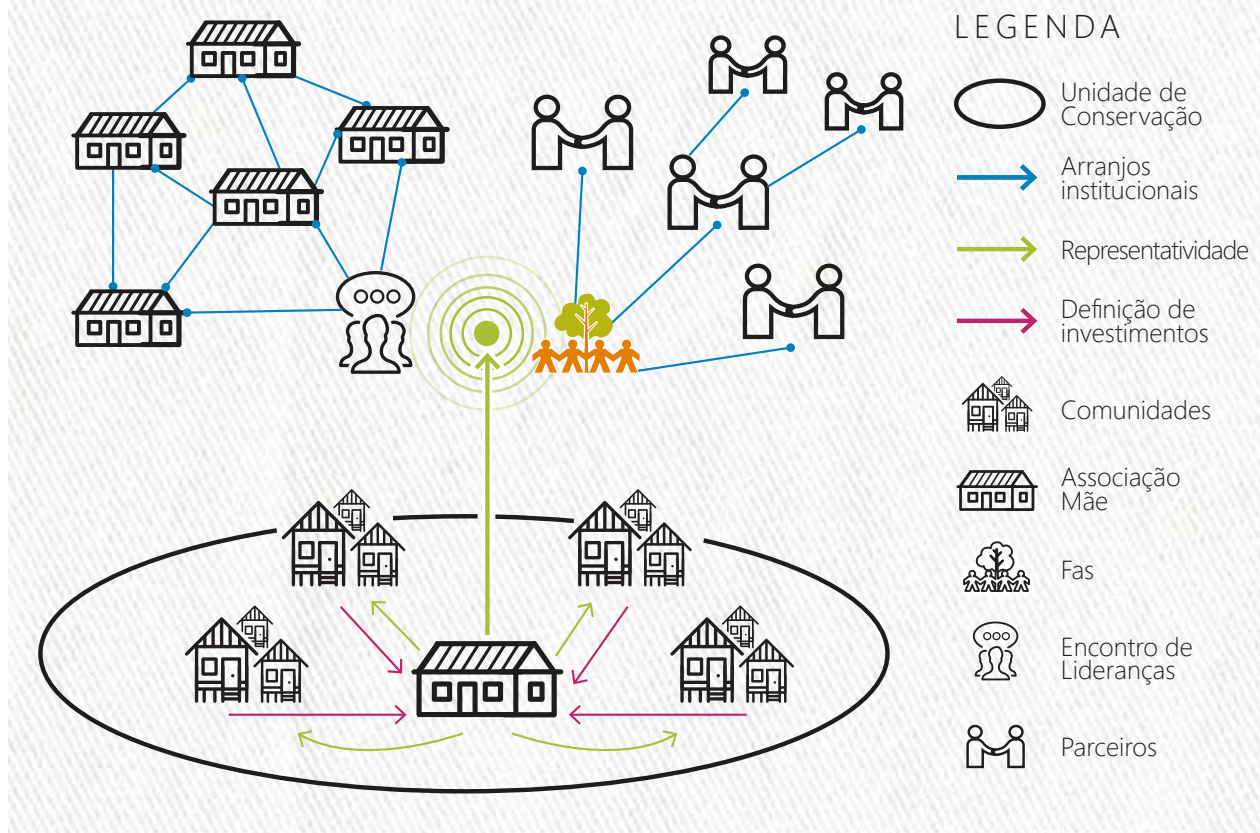 LEGENDA
Unidade de
Conservação
Arranjos
institucionais
Representatividade
Definição de
investimentos
Comunidades
Associação
Mãe
Fas
Encontro de
Lideranças
Parceiros